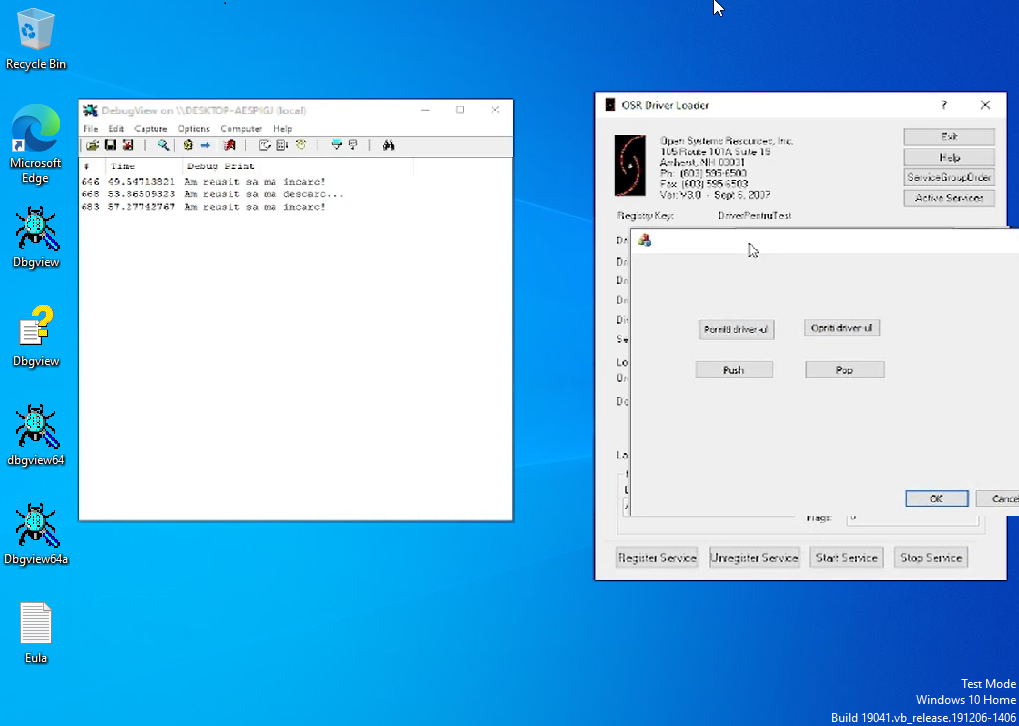 Recycle Bin
Microsoft
Edge
Dbgview
Dbgview
dbgview64
Dbgview64a
Eula
DebugView on \\DESKTOP-AESPIGJ (local)
File Edit Capture Options Computer Help
# Time Debug Print
646 49.54713821 Am reusit sa ma incarc!
668 53.86509323 Am reusit sa ma descarc...
683 57.27742767 Am reusit sa ma incarc!
OSR Driver Loader
?
Open Systems Resources, Inc.
105 Route 101A Suite 19
Amherst, NH 03031
Ph: (603) 595-6500
Fax: (603) 595-6503
Ver: V3.0 - Sept 6, 2007
Exit
Help
ServiceGroupOrder
Active Services
Registry Key: DriverPentruTest
Porniti driver-ul
Opriti driver-ul
Push
Pop
OK
Flags: 0
Register Service
Unregister Service
Start Service
Stop Service
Test Mode
Windows 10 Home
Build 19041.vb_release.191206-1406